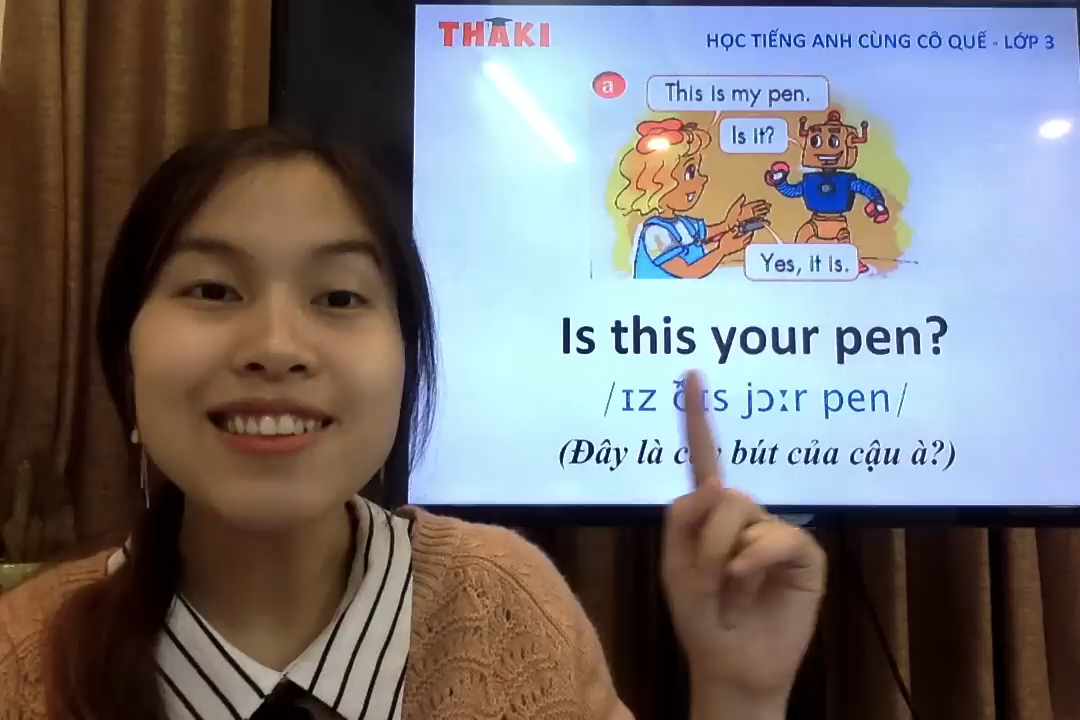 THAKI
HỌC TIẾNG ANH CÙNG CÔ QUẾ - LỚP 3
a
This is my pen.
Is it?
Yes, it is.
Is this your pen?
/ɪz ðɪs jɔːr pen/
(Đây là bút của cậu à?)